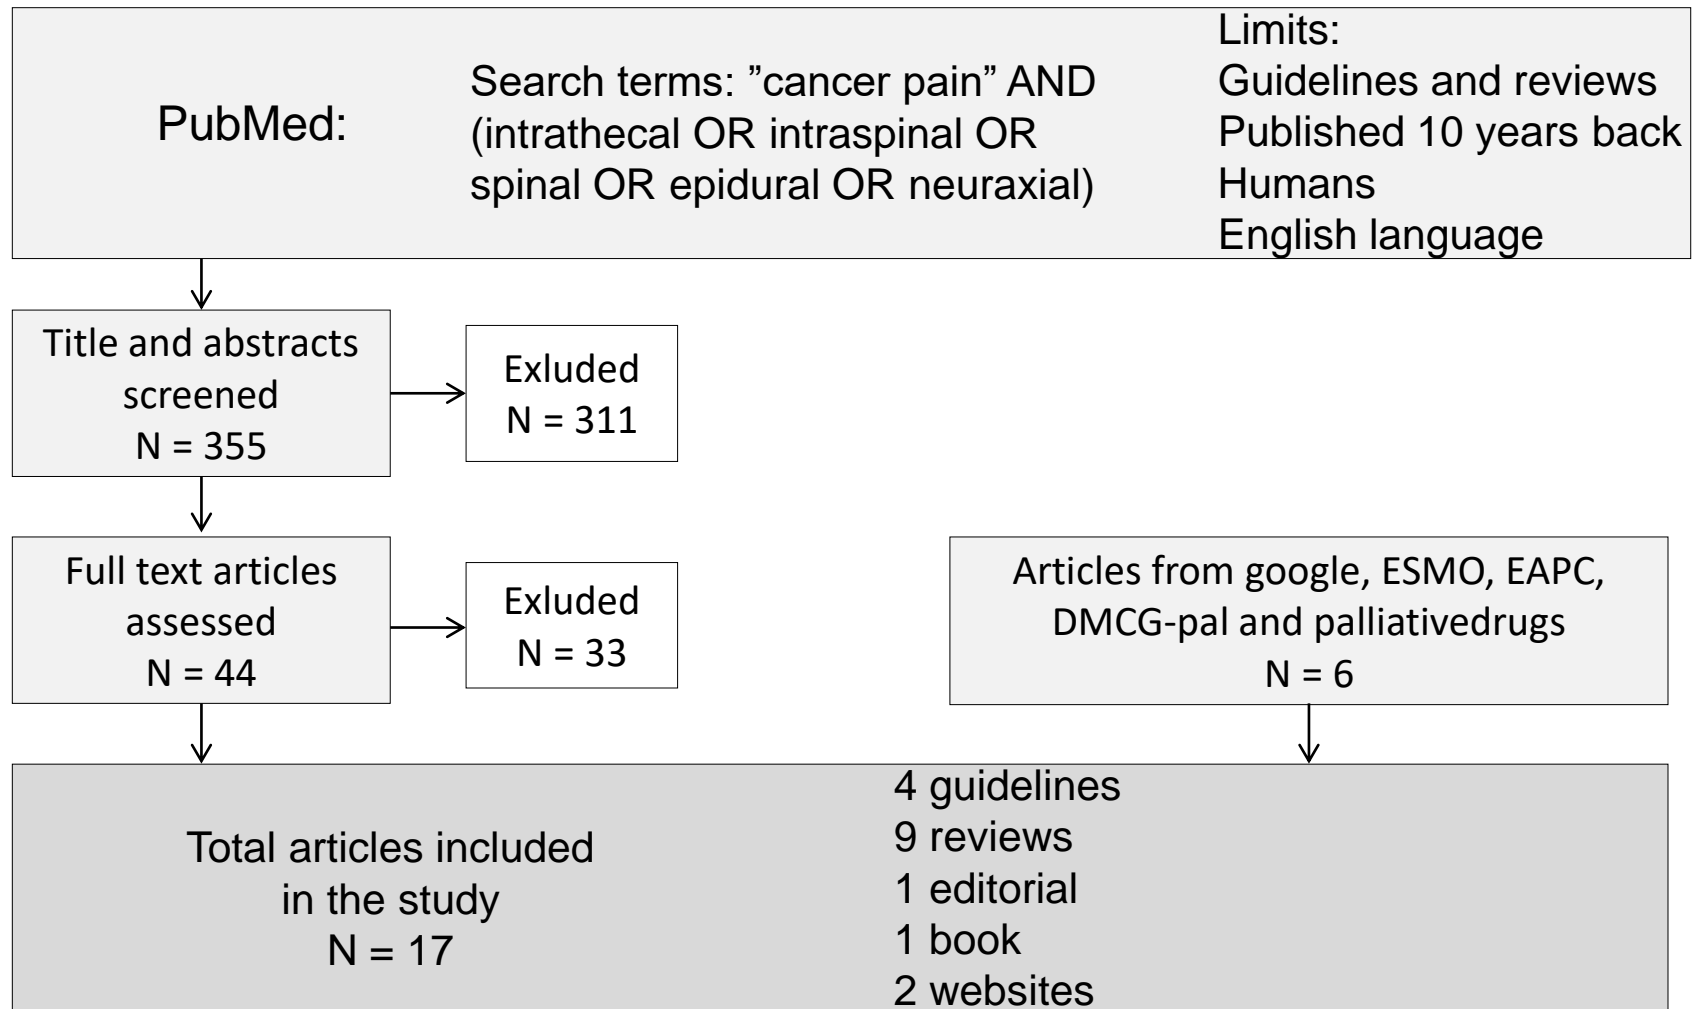 PubMed:
Search terms: ”cancer pain” AND
(intrathecal OR intraspinal OR
spinal OR epidural OR neuraxial)
Limits:
Guidelines and reviews
Published 10 years back
Humans
English language
Title and abstracts
screened
N = 355
Exluded
N = 311
Full text articles
assessed
N = 44
Exluded
N = 33
Articles from google, ESMO, EAPC,
DMCG-pal and palliativedrugs
N = 6
Total articles included
in the study
N = 17
4 guidelines
9 reviews
1 editorial
1 book
2 websites